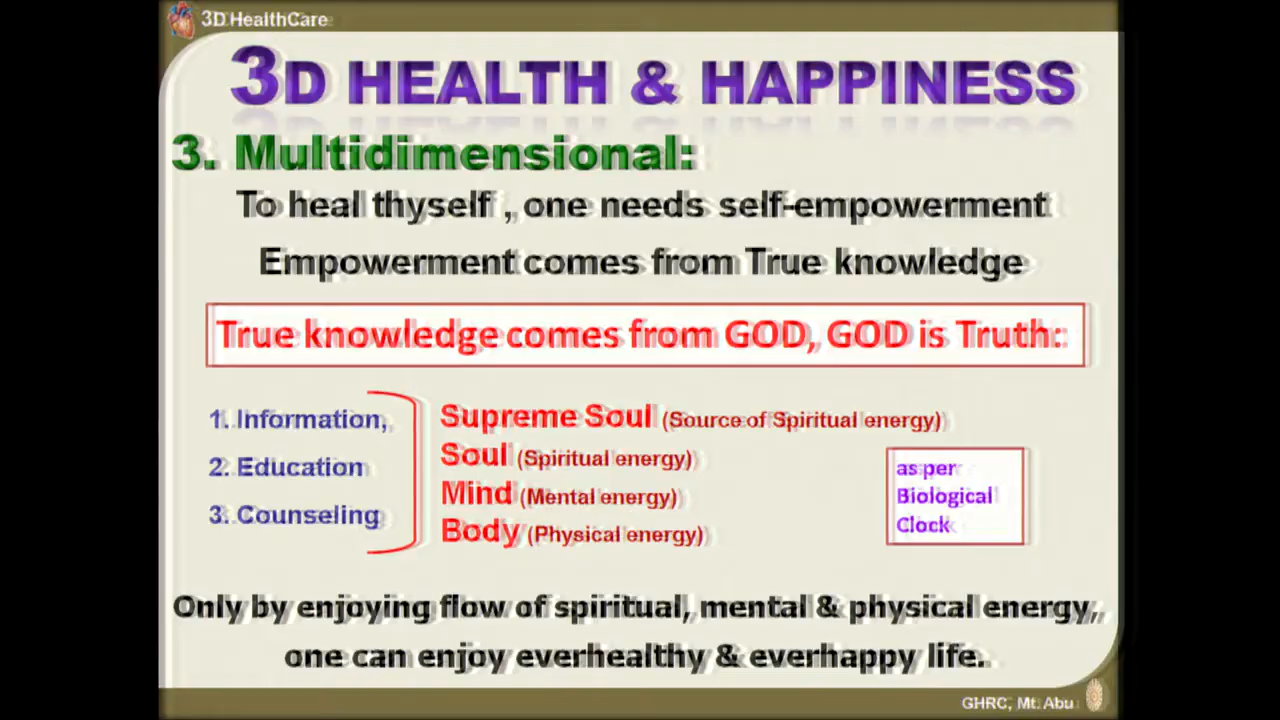 3D HealthCare
3D HEALTH & HAPPINESS
3. Multidimensional:
To heal thyself , one needs self-empowerment
Empowerment comes from True knowledge
True knowledge comes from GOD, GOD is Truth:
1. Information,
2. Education
3. Counseling
Supreme Soul (Source of Spiritual energy)
Soul (Spiritual energy)
Mind (Mental energy)
Body (Physical energy)
as per
Biological
Clock
Only by enjoying flow of spiritual, mental & physical energy,
one can enjoy everhealthy & everhappy life.
GHRC, Mt. Abu